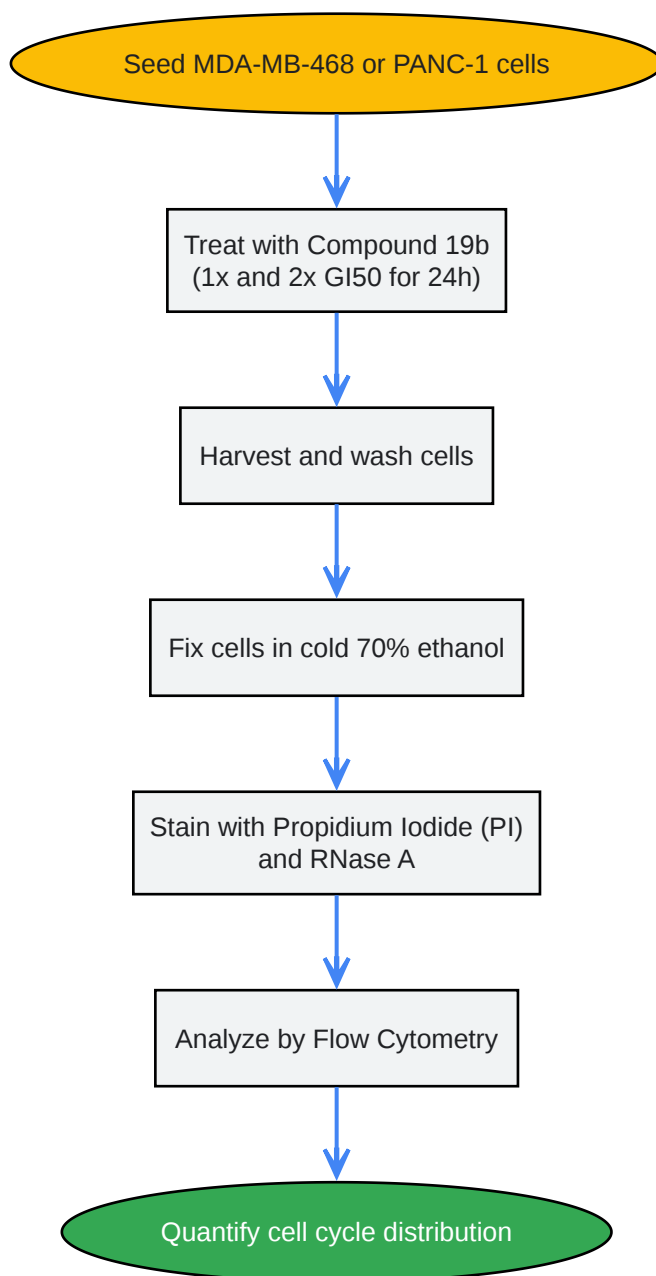 Seed MDA-MB-468 or PANC-1 cells
Treat with Compound 19b
(1x and 2x GI50 for 24h)
Harvest and wash cells
Fix cells in cold 70% ethanol
Stain with Propidium Iodide (PI)
and RNase A
Analyze by Flow Cytometry
Quantify cell cycle distribution